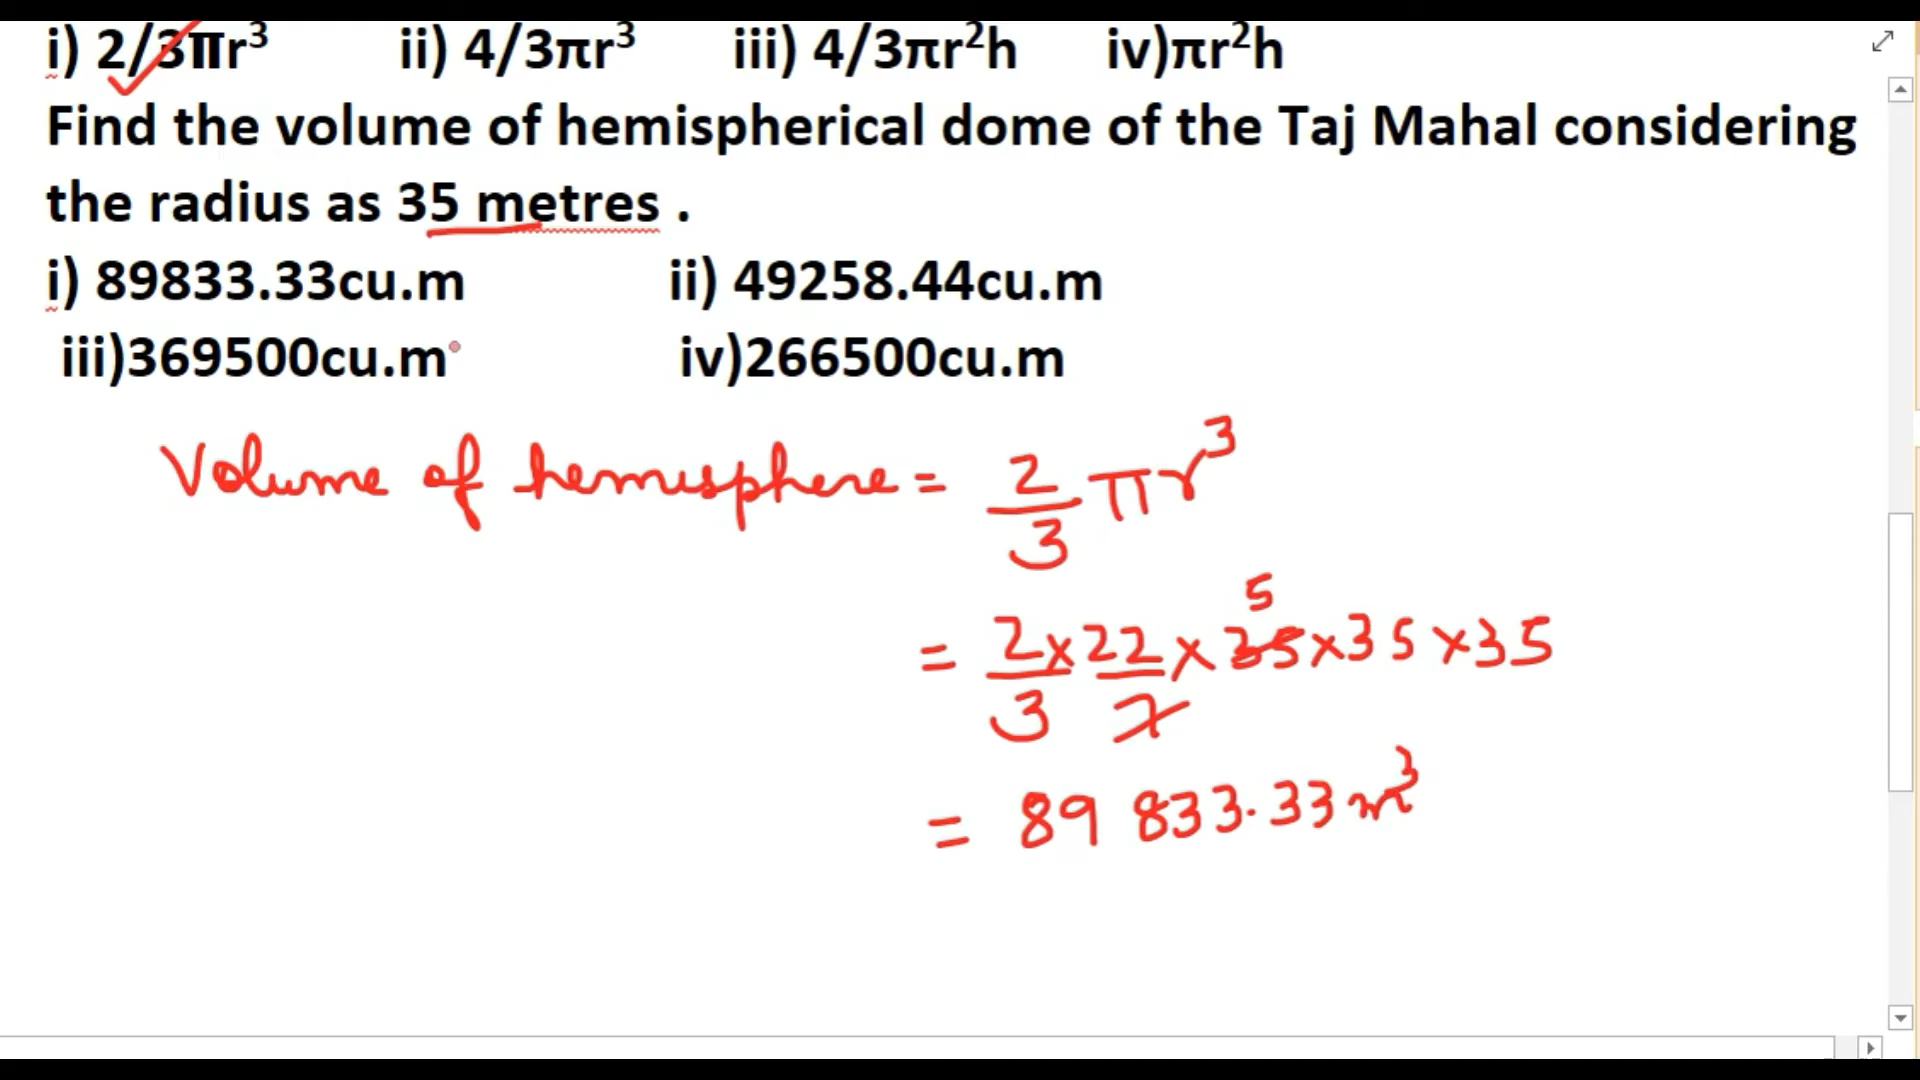 i) 2/3πr³ ii) 4/3πr³ iii) 4/3πr²h iv)πr²h
Find the volume of hemispherical dome of the Taj Mahal considering
the radius as 35 metres .
i) 89833.33cu.m ii) 49258.44cu.m
iii)369500cu.m iv)266500cu.m
Volume of hemisphere = 2/3 πr³
5
= 2/3 × 22/7 × 35 × 35 × 35
= 89 833.33 m³